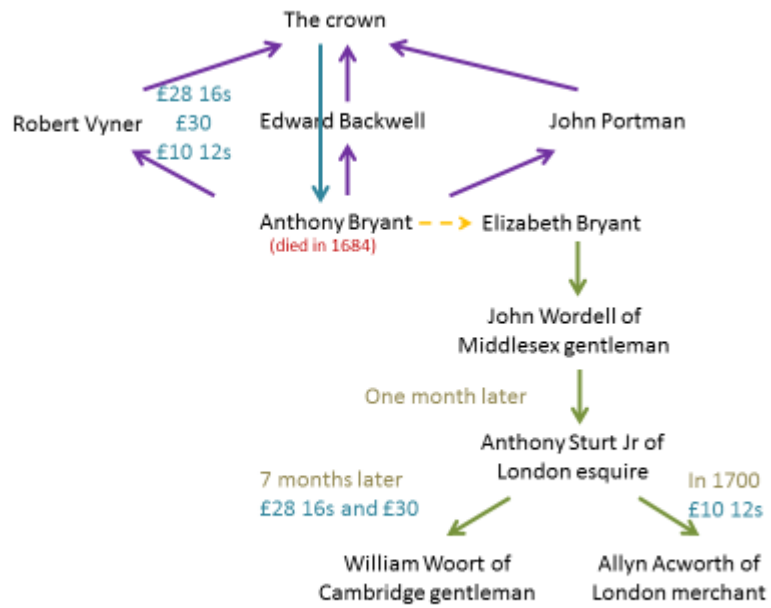 The crown
£28 16s
Robert Vyner £30 Edward Backwell John Portman
£10 12s
Anthony Bryant Elizabeth Bryant
(died in 1684)
John Wordell of
Middlesex gentleman
One month later
Anthony Sturt Jr of
London esquire
7 months later
£28 16s and £30
In 1700
£10 12s
William Woort of
Cambridge gentleman
Allyn Acworth of
London merchant